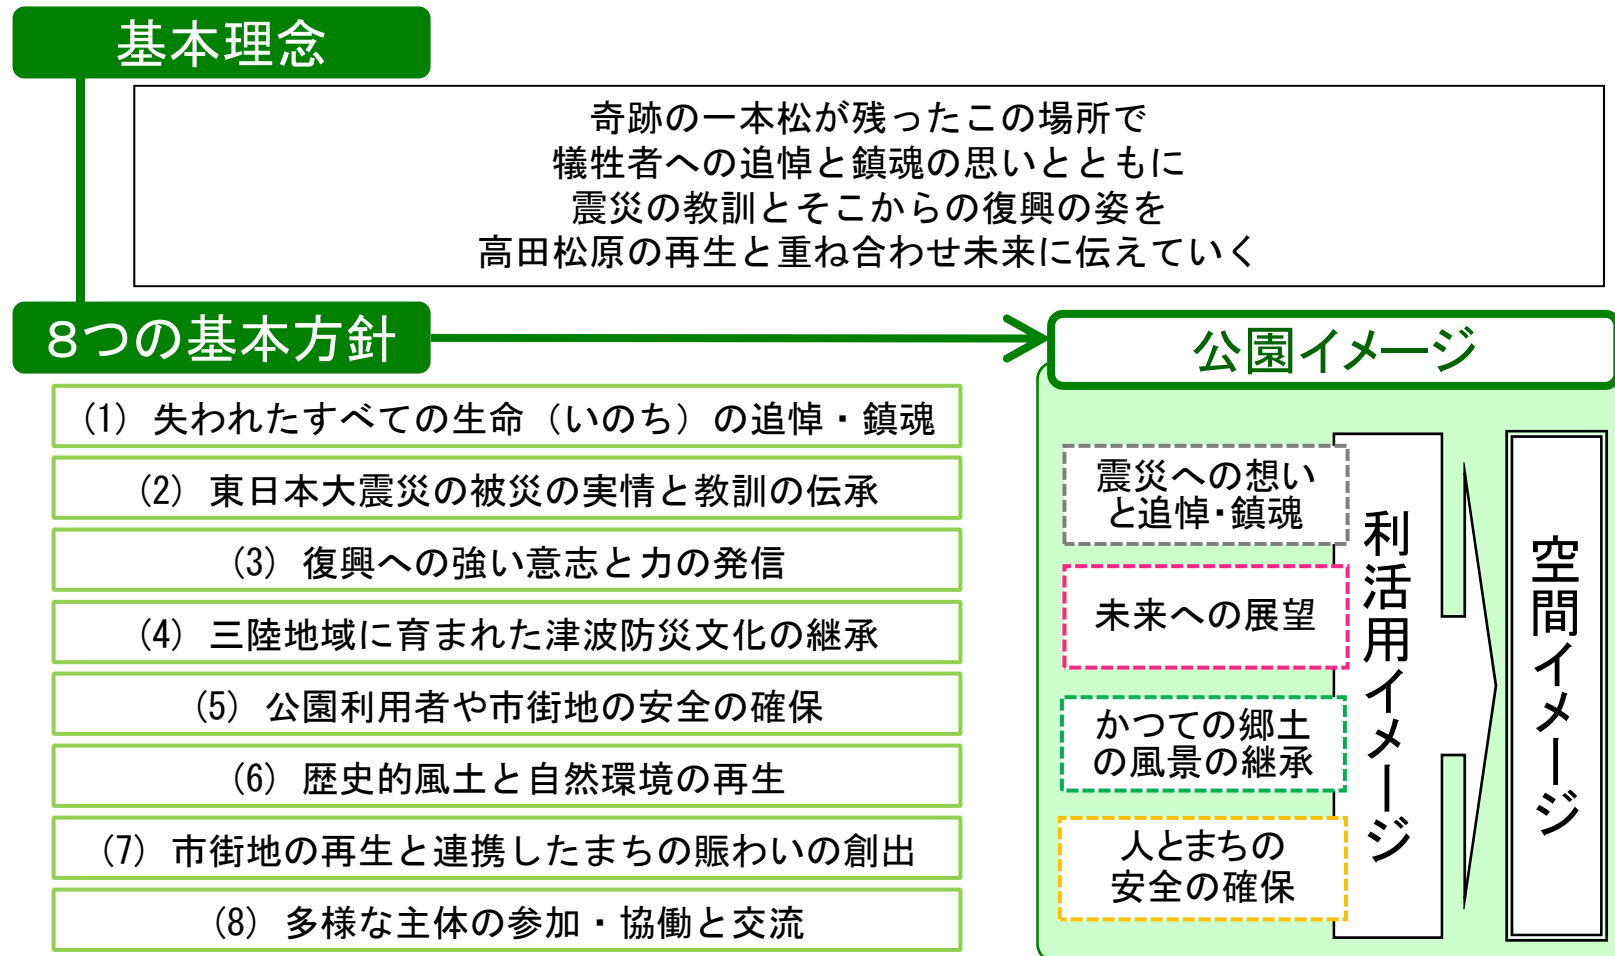 基本理念
奇跡の一本松が残ったこの場所で
犠牲者への追悼と鎮魂の思いとともに
震災の教訓とそこからの復興の姿を
高田松原の再生と重ね合わせ未来に伝えていく
8つの基本方針
(1) 失われたすべての生命（いのち）の追悼・鎮魂
(2) 東日本大震災の被災の実情と教訓の伝承
(3) 復興への強い意志と力の発信
(4) 三陸地域に育まれた津波防災文化の継承
(5) 公園利用者や市街地の安全の確保
(6) 歴史的風土と自然環境の再生
(7) 市街地の再生と連携したまちの賑わいの創出
(8) 多様な主体の参加・協働と交流
公園イメージ
震災への想い
と追悼・鎮魂
未来への展望
かつての郷土
の風景の継承
人とまちの
安全の確保
利活用イメージ
空間イメージ